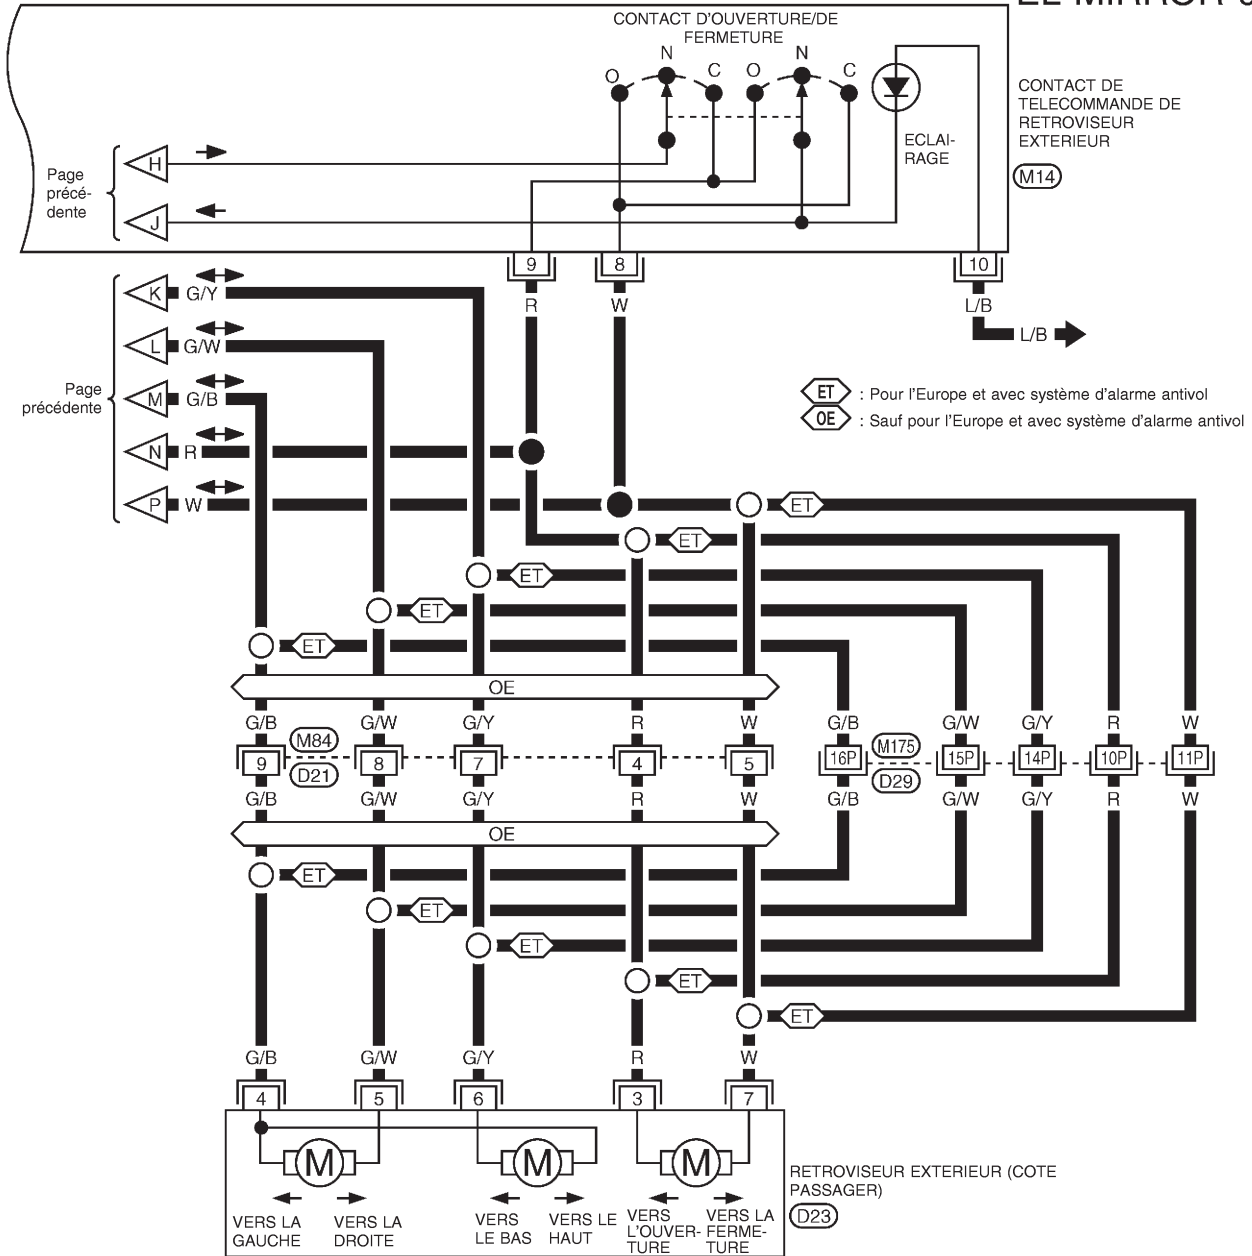 CONTACT D'OUVERTURE/DE
FERMETURE
O N C O N C
ECLAI-
RAGE
CONTACT DE
TELECOMMANDE DE
RETROVISEUR
EXTERIEUR
M14
Page
précé-
dente
H
J
9 8 10
R W L/B
L/B
Page
précédente
K G/Y
L G/W
M G/B
N R
P W
ET : Pour l'Europe et avec système d'alarme antivol
OE : Sauf pour l'Europe et avec système d'alarme antivol
ET
ET
ET
ET
ET
OE
G/B G/W G/Y R W G/B G/W G/Y R W
M84 M175
9 8 7 4 5 16P 15P 14P 10P 11P
D21 D29
G/B G/W G/Y R W G/B G/W G/Y R W
OE
ET
ET
ET
ET
ET
G/B G/W G/Y R W
4 5 6 3 7
M M M
RETROVISEUR EXTERIEUR (COTE
PASSAGER)
D23
VERS LA
GAUCHE
VERS LA
DROITE
VERS
LE BAS
VERS LE
HAUT
VERS
L'OUVER-
TURE
VERS LA
FERME-
TURE